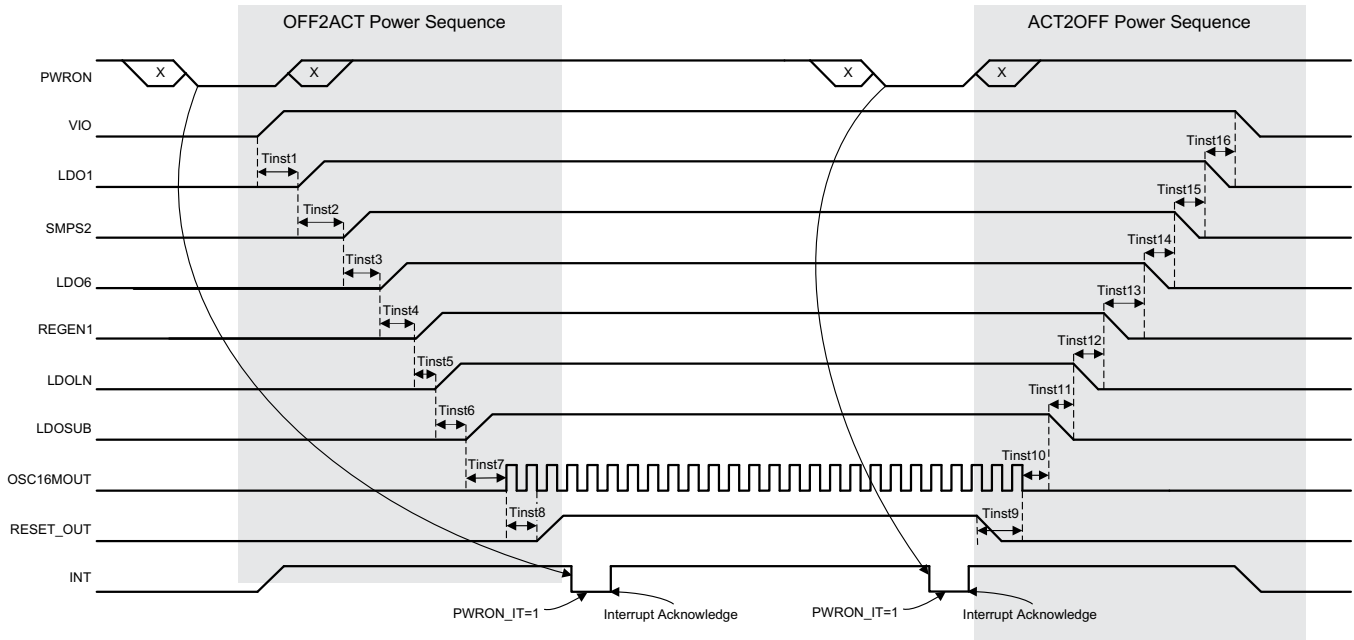 OFF2ACT Power Sequence
ACT2OFF Power Sequence
PWRON
X
X
X
X
VIO
Tinst1
Tinst16
LDO1
Tinst2
Tinst15
SMPS2
Tinst3
Tinst14
LDO6
Tinst4
Tinst13
REGEN1
Tinst5
Tinst12
LDOLN
Tinst6
Tinst11
LDOSUB
Tinst7
Tinst10
OSC16MOUT
Tinst8
Tinst9
RESET_OUT
INT
PWRON_IT=1
Interrupt Acknowledge
PWRON_IT=1
Interrupt Acknowledge